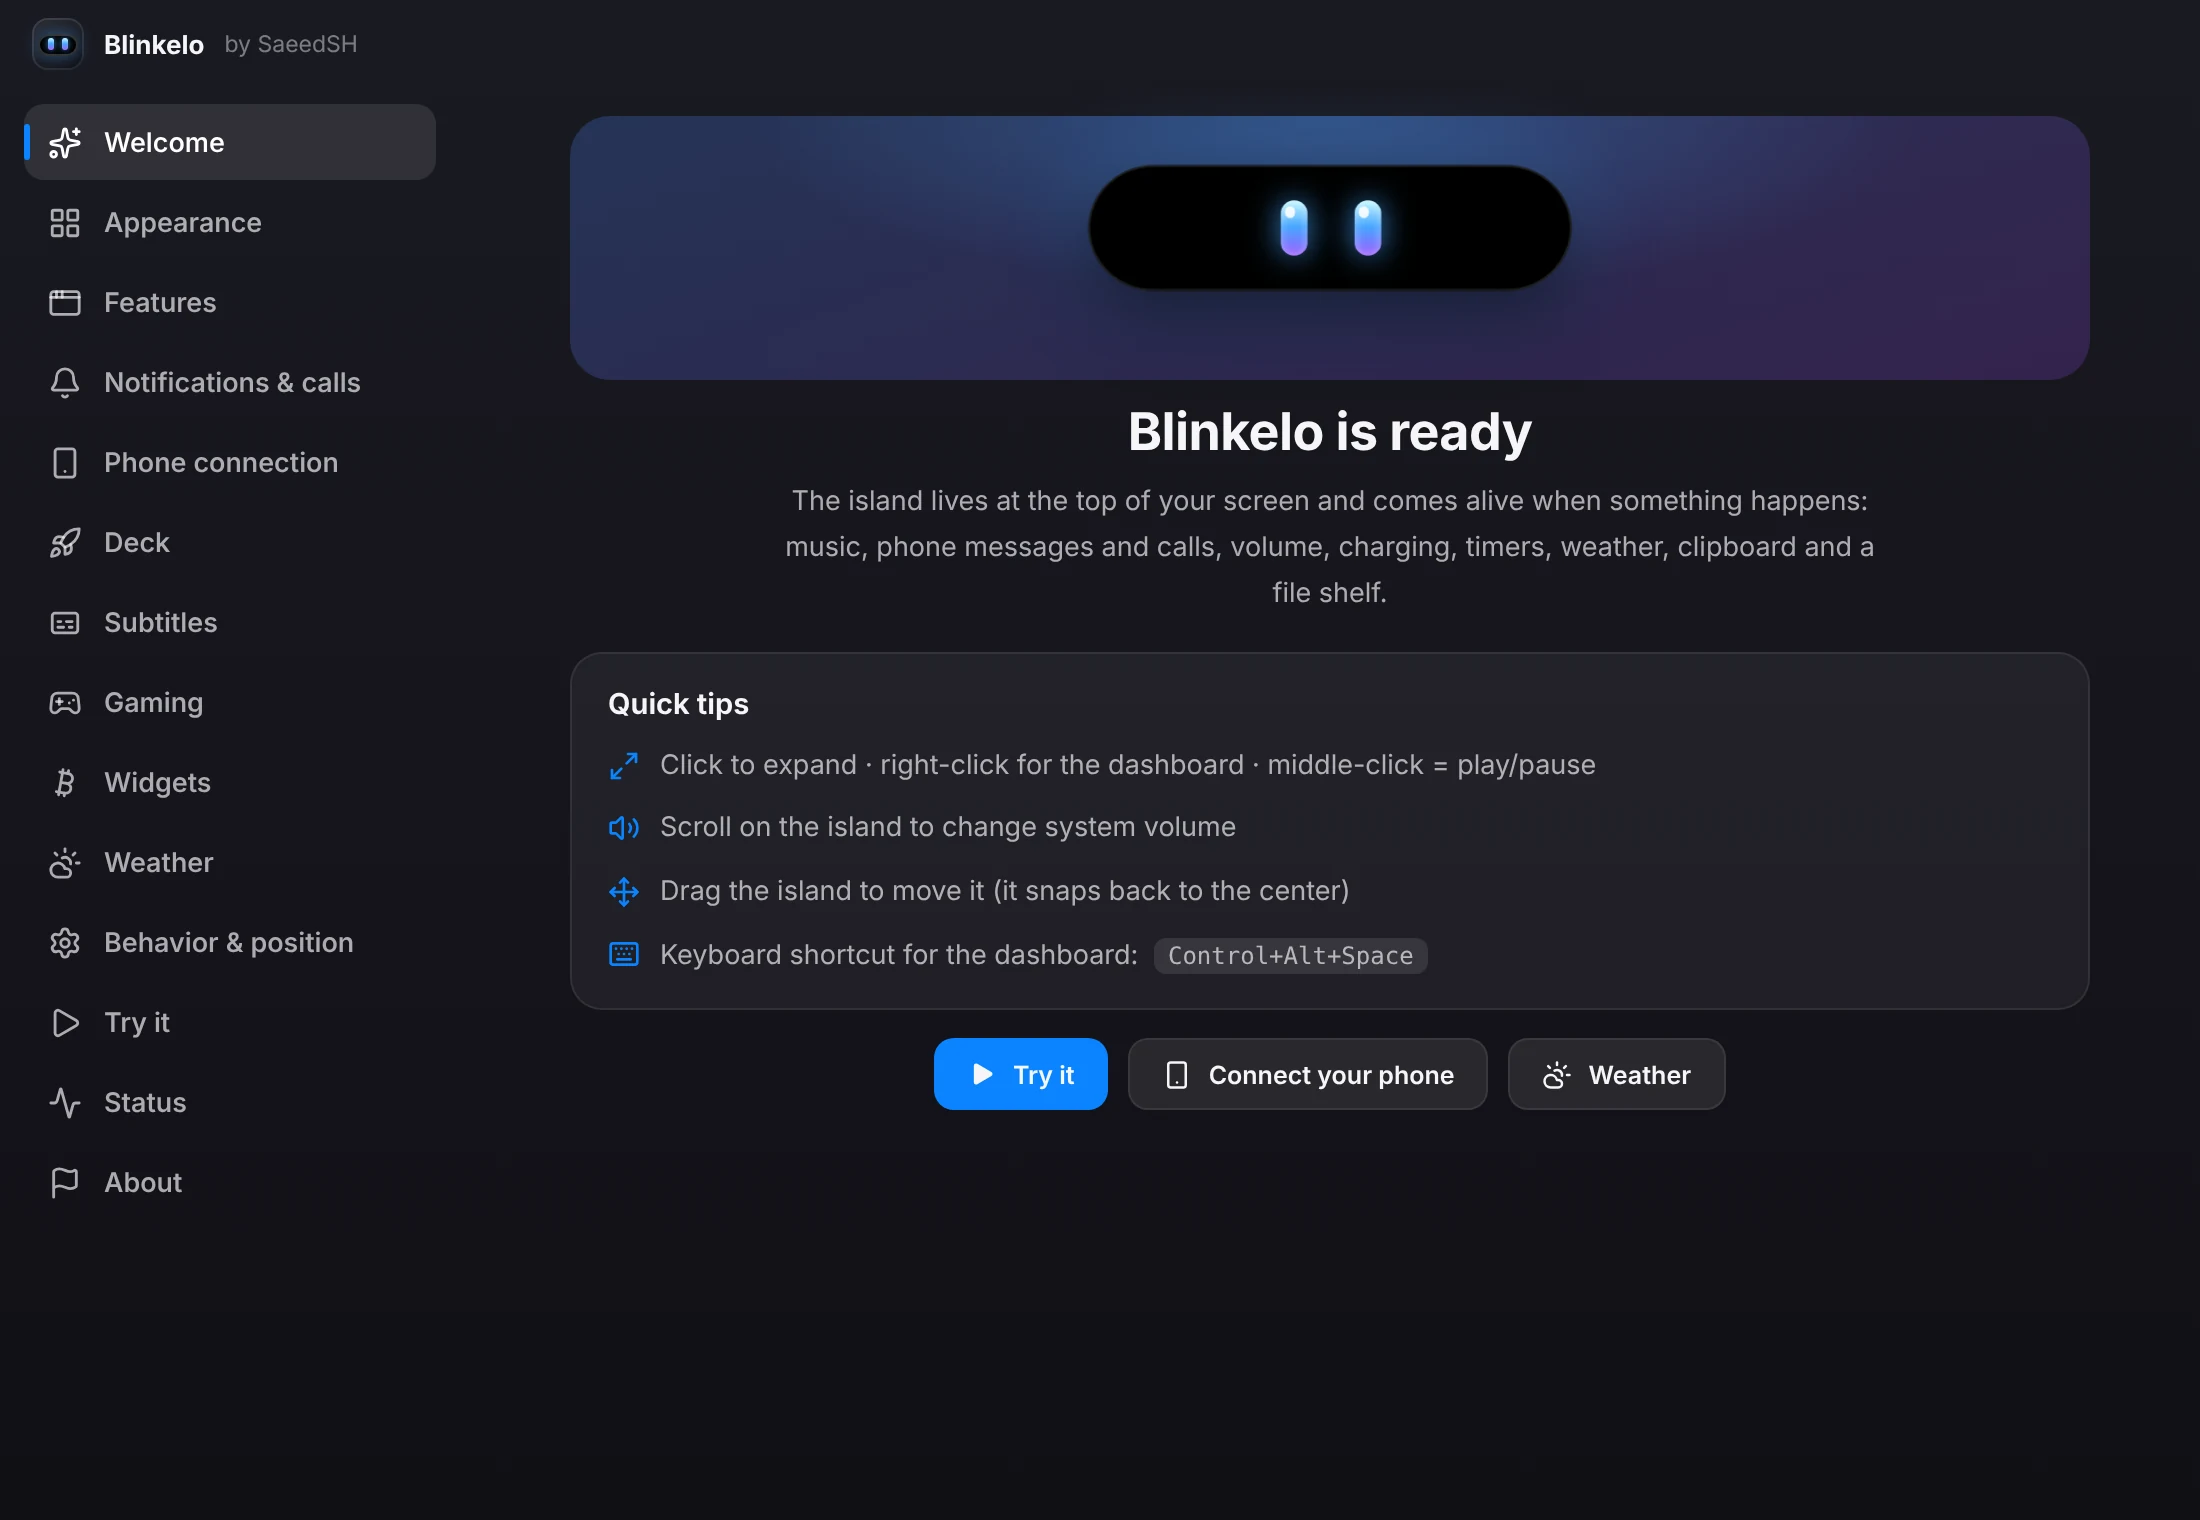 Blinkelo by SaeedSH
Welcome
Appearance
Features
Notifications & calls
Phone connection
Deck
Subtitles
Gaming
Widgets
Weather
Behavior & position
Try it
Status
About
Blinkelo is ready
The island lives at the top of your screen and comes alive when something happens:
music, phone messages and calls, volume, charging, timers, weather, clipboard and a
file shelf.
Quick tips
Click to expand · right-click for the dashboard · middle-click = play/pause
Scroll on the island to change system volume
Drag the island to move it (it snaps back to the center)
Keyboard shortcut for the dashboard: Control+Alt+Space
Try it
Connect your phone
Weather